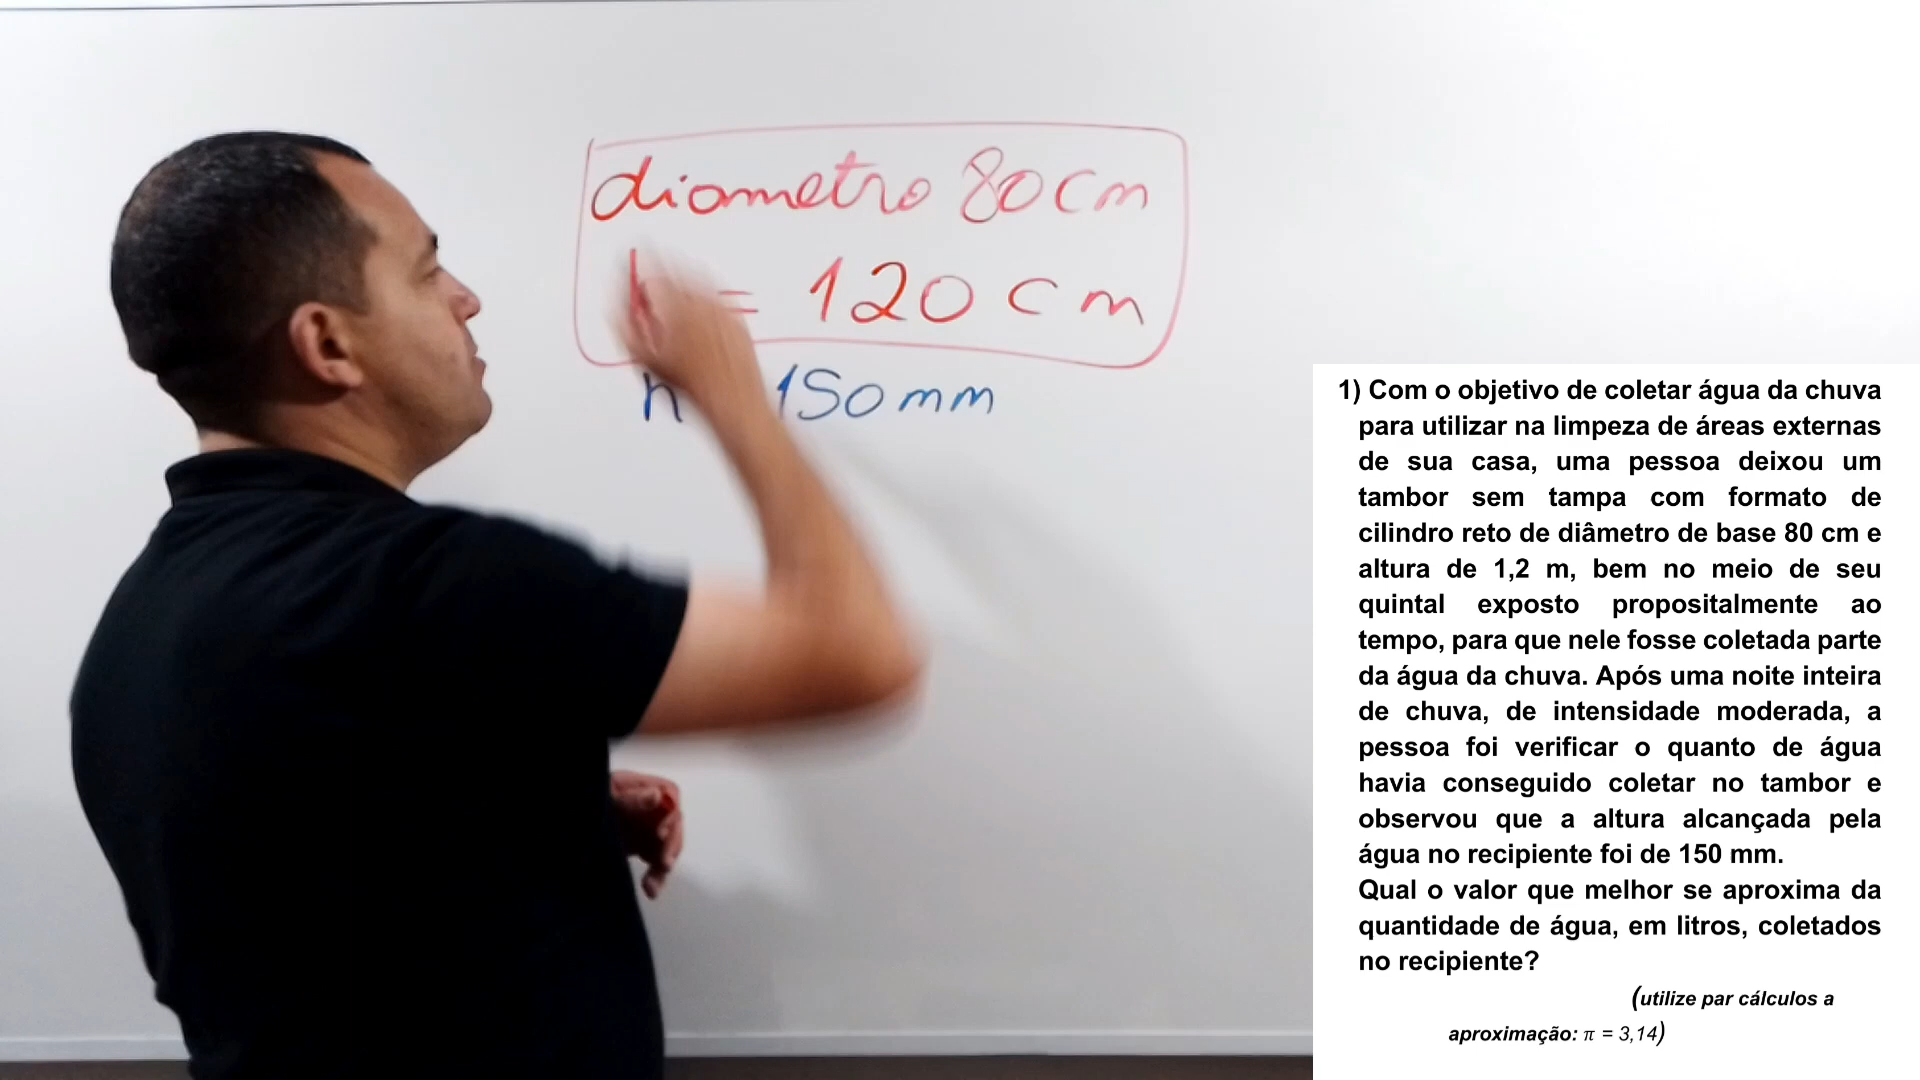 diametro 80 cm
= 120 cm
h 150 mm
1) Com o objetivo de coletar água da chuva
para utilizar na limpeza de áreas externas
de sua casa, uma pessoa deixou um
tambor sem tampa com formato de
cilindro reto de diâmetro de base 80 cm e
altura de 1,2 m, bem no meio de seu
quintal exposto propositalmente ao
tempo, para que nele fosse coletada parte
da água da chuva. Após uma noite inteira
de chuva, de intensidade moderada, a
pessoa foi verificar o quanto de água
havia conseguido coletar no tambor e
observou que a altura alcançada pela
água no recipiente foi de 150 mm.
Qual o valor que melhor se aproxima da
quantidade de água, em litros, coletados
no recipiente?
(utilize par cálculos a
aproximação: π = 3,14)